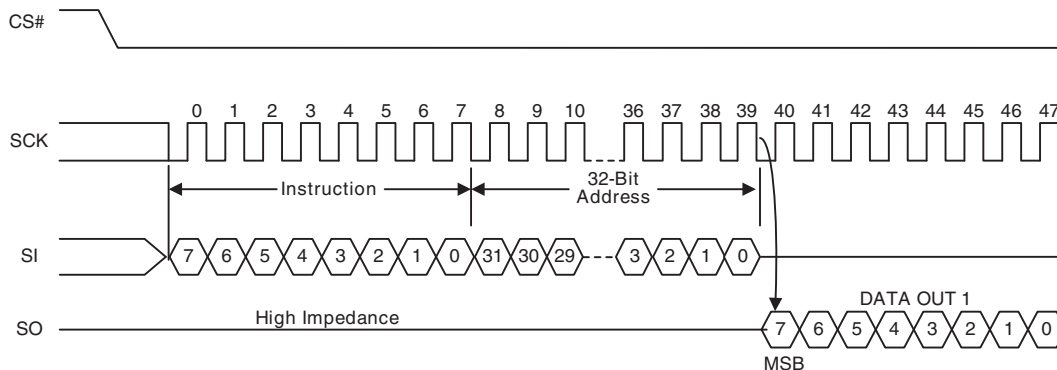 CS#
0 1 2 3 4 5 6 7 8 9 10 36 37 38 39 40 41 42 43 44 45 46 47
SCK
Instruction
32-Bit
Address
SI
7 6 5 4 3 2 1 0 31 30 29 3 2 1 0
DATA OUT 1
High Impedance
SO
7 6 5 4 3 2 1 0
MSB